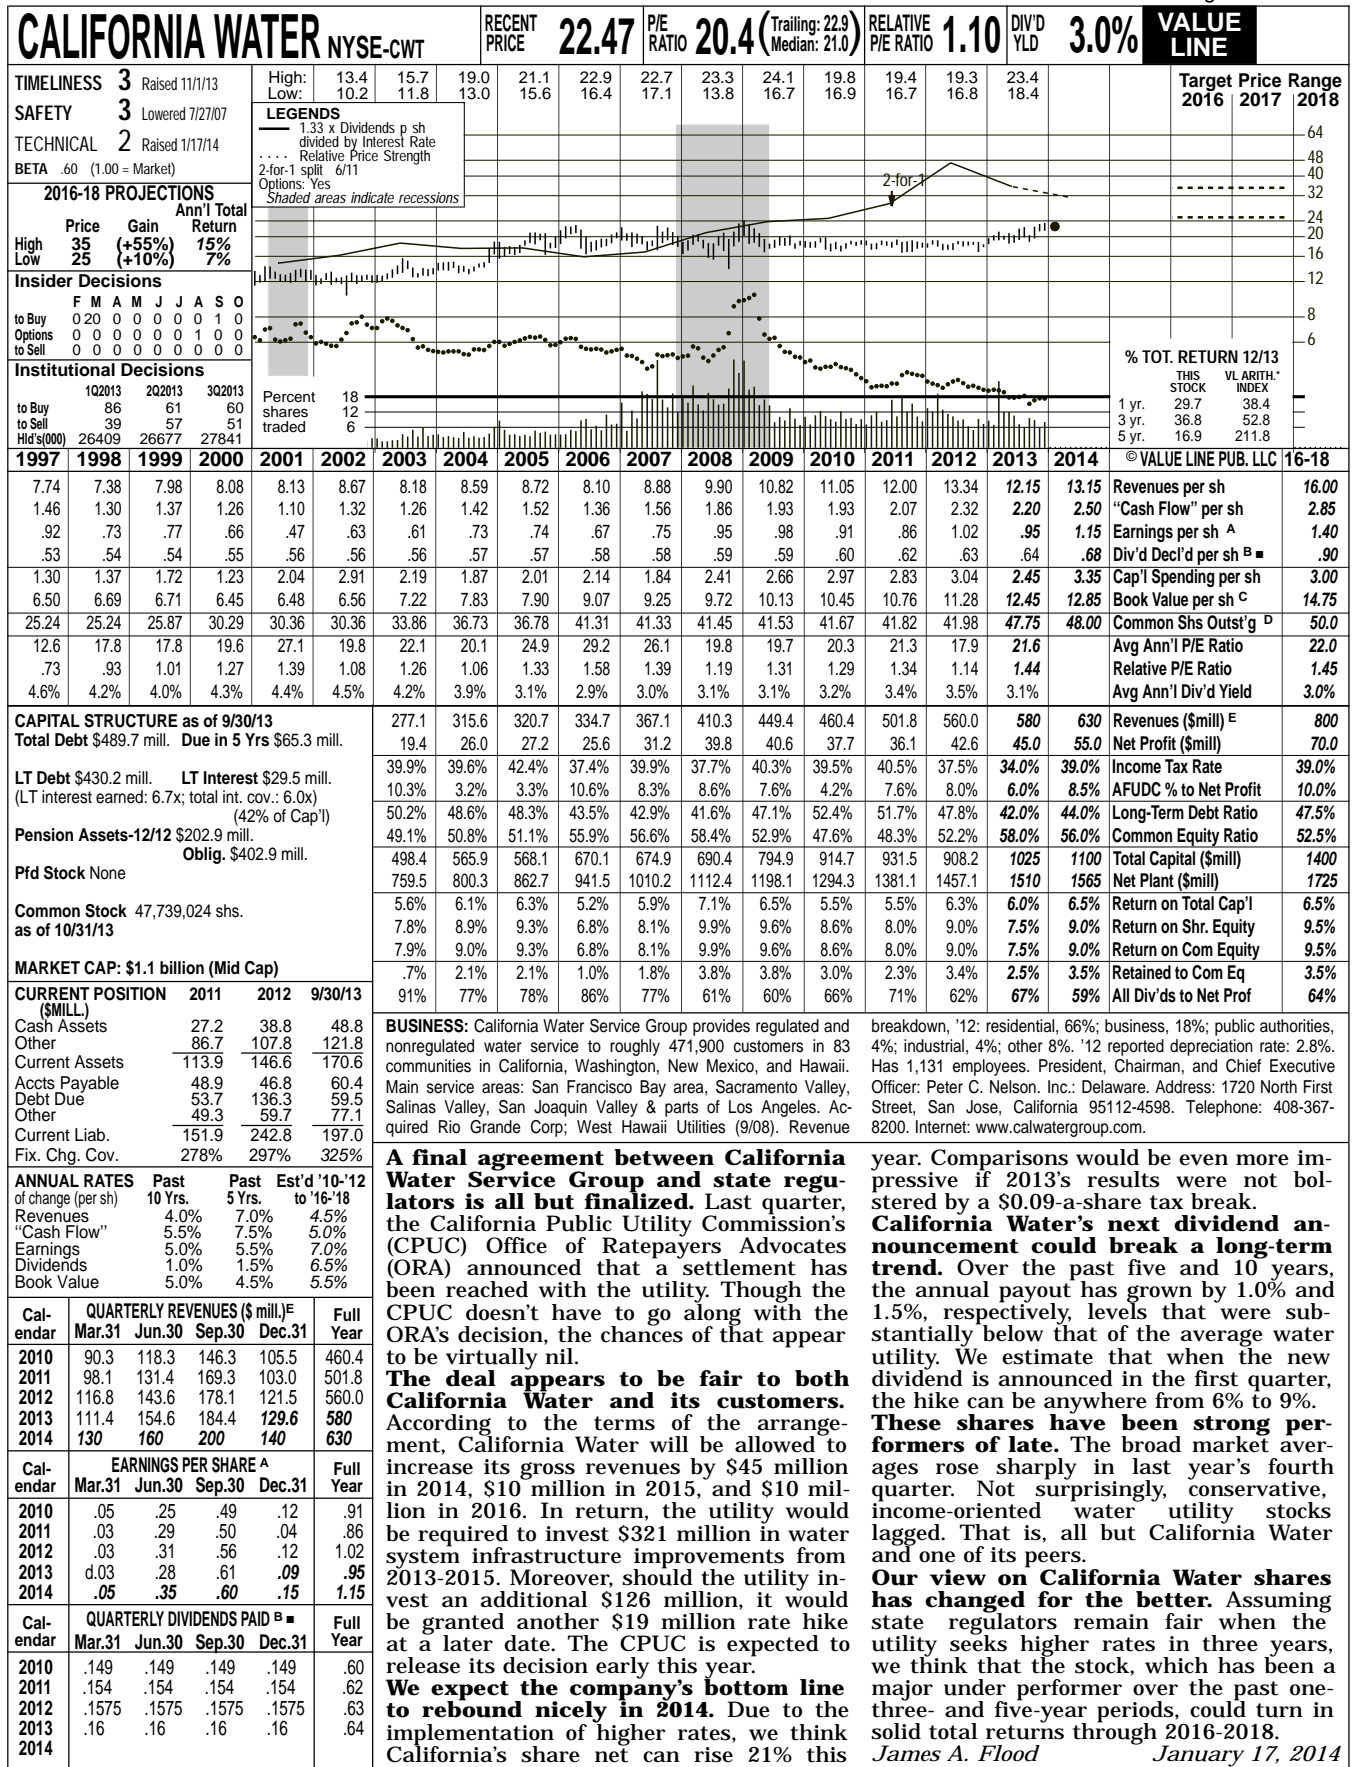 CALIFORNIA WATER NYSE-CWT
RECENT PRICE 22.47
P/E RATIO 20.4 (Trailing: 22.9 Median: 21.0)
RELATIVE P/E RATIO 1.10
DIV'D YLD 3.0%
VALUE LINE
TIMELINESS 3 Raised 11/1/13
SAFETY 3 Lowered 7/27/07
TECHNICAL 2 Raised 1/17/14
BETA .60 (1.00 = Market)
2016-18 PROJECTIONS
Ann'l Total
Price Gain Return
High 35 (+55%) 15%
Low 25 (+10%) 7%
Insider Decisions
F M A M J J A S O
to Buy 0 20 0 0 0 0 0 1 0
Options 0 0 0 0 0 0 1 0 0
to Sell 0 0 0 0 0 0 0 0 0
Institutional Decisions
1Q2013 2Q2013 3Q2013
to Buy 86 61 60
to Sell 39 57 51
Hld's(000) 26409 26677 27841
High: 13.4 15.7 19.0 21.1 22.9 22.7 23.3 24.1 19.8 19.4 19.3 23.4
Low: 10.2 11.8 13.0 15.6 16.4 17.1 13.8 16.7 16.9 16.7 16.8 18.4
LEGENDS
1.33 x Dividends p sh
divided by Interest Rate
. . . . Relative Price Strength
2-for-1 split 6/11
Options: Yes
Shaded areas indicate recessions
2-for-1
Target Price Range
2016 2017 2018
64
48
40
32
24
20
16
12
8
6
Percent 18
shares 12
traded 6
% TOT. RETURN 12/13
THIS STOCK VL ARITH.* INDEX
1 yr. 29.7 38.4
3 yr. 36.8 52.8
5 yr. 16.9 211.8
1997 1998 1999 2000 2001 2002 2003 2004 2005 2006 2007 2008 2009 2010 2011 2012 2013 2014 © VALUE LINE PUB. LLC 16-18
7.74 7.38 7.98 8.08 8.13 8.67 8.18 8.59 8.72 8.10 8.88 9.90 10.82 11.05 12.00 13.34 12.15 13.15 Revenues per sh 16.00
1.46 1.30 1.37 1.26 1.10 1.32 1.26 1.42 1.52 1.36 1.56 1.86 1.93 1.93 2.07 2.32 2.20 2.50 "Cash Flow" per sh 2.85
.92 .73 .77 .66 .47 .63 .61 .73 .74 .67 .75 .95 .98 .91 .86 1.02 .95 1.15 Earnings per sh A 1.40
.53 .54 .54 .55 .56 .56 .56 .57 .57 .58 .58 .59 .59 .60 .62 .63 .64 .68 Div'd Decl'd per sh B ■ .90
1.30 1.37 1.72 1.23 2.04 2.91 2.19 1.87 2.01 2.14 1.84 2.41 2.66 2.97 2.83 3.04 2.45 3.35 Cap'l Spending per sh 3.00
6.50 6.69 6.71 6.45 6.48 6.56 7.22 7.83 7.90 9.07 9.25 9.72 10.13 10.45 10.76 11.28 12.45 12.85 Book Value per sh C 14.75
25.24 25.24 25.87 30.29 30.36 30.36 33.86 36.73 36.78 41.31 41.33 41.45 41.53 41.67 41.82 41.98 47.75 48.00 Common Shs Outst'g D 50.0
12.6 17.8 17.8 19.6 27.1 19.8 22.1 20.1 24.9 29.2 26.1 19.8 19.7 20.3 21.3 17.9 21.6 Avg Ann'l P/E Ratio 22.0
.73 .93 1.01 1.27 1.39 1.08 1.26 1.06 1.33 1.58 1.39 1.19 1.31 1.29 1.34 1.14 1.44 Relative P/E Ratio 1.45
4.6% 4.2% 4.0% 4.3% 4.4% 4.5% 4.2% 3.9% 3.1% 2.9% 3.0% 3.1% 3.1% 3.2% 3.4% 3.5% 3.1% Avg Ann'l Div'd Yield 3.0%
CAPITAL STRUCTURE as of 9/30/13
Total Debt $489.7 mill. Due in 5 Yrs $65.3 mill.
LT Debt $430.2 mill. LT Interest $29.5 mill.
(LT interest earned: 6.7x; total int. cov.: 6.0x)
(42% of Cap'l)
Pension Assets-12/12 $202.9 mill.
Oblig. $402.9 mill.
Pfd Stock None
Common Stock 47,739,024 shs.
as of 10/31/13
MARKET CAP: $1.1 billion (Mid Cap)
277.1 315.6 320.7 334.7 367.1 410.3 449.4 460.4 501.8 560.0 580 630 Revenues ($mill) E 800
19.4 26.0 27.2 25.6 31.2 39.8 40.6 37.7 36.1 42.6 45.0 55.0 Net Profit ($mill) 70.0
39.9% 39.6% 42.4% 37.4% 39.9% 37.7% 40.3% 39.5% 40.5% 37.5% 34.0% 39.0% Income Tax Rate 39.0%
10.3% 3.2% 3.3% 10.6% 8.3% 8.6% 7.6% 4.2% 7.6% 8.0% 6.0% 8.5% AFUDC % to Net Profit 10.0%
50.2% 48.6% 48.3% 43.5% 42.9% 41.6% 47.1% 52.4% 51.7% 47.8% 42.0% 44.0% Long-Term Debt Ratio 47.5%
49.1% 50.8% 51.1% 55.9% 56.6% 58.4% 52.9% 47.6% 48.3% 52.2% 58.0% 56.0% Common Equity Ratio 52.5%
498.4 565.9 568.1 670.1 674.9 690.4 794.9 914.7 931.5 908.2 1025 1100 Total Capital ($mill) 1400
759.5 800.3 862.7 941.5 1010.2 1112.4 1198.1 1294.3 1381.1 1457.1 1510 1565 Net Plant ($mill) 1725
5.6% 6.1% 6.3% 5.2% 5.9% 7.1% 6.5% 5.5% 5.5% 6.3% 6.0% 6.5% Return on Total Cap'l 6.5%
7.8% 8.9% 9.3% 6.8% 8.1% 9.9% 9.6% 8.6% 8.0% 9.0% 7.5% 9.0% Return on Shr. Equity 9.5%
7.9% 9.0% 9.3% 6.8% 8.1% 9.9% 9.6% 8.6% 8.0% 9.0% 7.5% 9.0% Return on Com Equity 9.5%
.7% 2.1% 2.1% 1.0% 1.8% 3.8% 3.8% 3.0% 2.3% 3.4% 2.5% 3.5% Retained to Com Eq 3.5%
91% 77% 78% 86% 77% 61% 60% 66% 71% 62% 67% 59% All Div'ds to Net Prof 64%
CURRENT POSITION 2011 2012 9/30/13
($MILL.)
Cash Assets 27.2 38.8 48.8
Other 86.7 107.8 121.8
Current Assets 113.9 146.6 170.6
Accts Payable 48.9 46.8 60.4
Debt Due 53.7 136.3 59.5
Other 49.3 59.7 77.1
Current Liab. 151.9 242.8 197.0
Fix. Chg. Cov. 278% 297% 325%
ANNUAL RATES Past Past Est'd '10-'12
of change (per sh) 10 Yrs. 5 Yrs. to '16-'18
Revenues 4.0% 7.0% 4.5%
"Cash Flow" 5.5% 7.5% 5.0%
Earnings 5.0% 5.5% 7.0%
Dividends 1.0% 1.5% 6.5%
Book Value 5.0% 4.5% 5.5%
Cal-endar QUARTERLY REVENUES ($ mill.)E Full Year
Mar.31 Jun.30 Sep.30 Dec.31
2010 90.3 118.3 146.3 105.5 460.4
2011 98.1 131.4 169.3 103.0 501.8
2012 116.8 143.6 178.1 121.5 560.0
2013 111.4 154.6 184.4 129.6 580
2014 130 160 200 140 630
Cal-endar EARNINGS PER SHARE A Full Year
Mar.31 Jun.30 Sep.30 Dec.31
2010 .05 .25 .49 .12 .91
2011 .03 .29 .50 .04 .86
2012 .03 .31 .56 .12 1.02
2013 d.03 .28 .61 .09 .95
2014 .05 .35 .60 .15 1.15
Cal-endar QUARTERLY DIVIDENDS PAID B ■ Full Year
Mar.31 Jun.30 Sep.30 Dec.31
2010 .149 .149 .149 .149 .60
2011 .154 .154 .154 .154 .62
2012 .1575 .1575 .1575 .1575 .63
2013 .16 .16 .16 .16 .64
2014
BUSINESS: California Water Service Group provides regulated and
nonregulated water service to roughly 471,900 customers in 83
communities in California, Washington, New Mexico, and Hawaii.
Main service areas: San Francisco Bay area, Sacramento Valley,
Salinas Valley, San Joaquin Valley & parts of Los Angeles. Ac-
quired Rio Grande Corp; West Hawaii Utilities (9/08). Revenue
breakdown, '12: residential, 66%; business, 18%; public authorities,
4%; industrial, 4%; other 8%. '12 reported depreciation rate: 2.8%.
Has 1,131 employees. President, Chairman, and Chief Executive
Officer: Peter C. Nelson. Inc.: Delaware. Address: 1720 North First
Street, San Jose, California 95112-4598. Telephone: 408-367-
8200. Internet: www.calwatergroup.com.
A final agreement between California
Water Service Group and state regu-
lators is all but finalized. Last quarter,
the California Public Utility Commission's
(CPUC) Office of Ratepayers Advocates
(ORA) announced that a settlement has
been reached with the utility. Though the
CPUC doesn't have to go along with the
ORA's decision, the chances of that appear
to be virtually nil.
The deal appears to be fair to both
California Water and its customers.
According to the terms of the arrange-
ment, California Water will be allowed to
increase its gross revenues by $45 million
in 2014, $10 million in 2015, and $10 mil-
lion in 2016. In return, the utility would
be required to invest $321 million in water
system infrastructure improvements from
2013-2015. Moreover, should the utility in-
vest an additional $126 million, it would
be granted another $19 million rate hike
at a later date. The CPUC is expected to
release its decision early this year.
We expect the company's bottom line
to rebound nicely in 2014. Due to the
implementation of higher rates, we think
California's share net can rise 21% this
year. Comparisons would be even more im-
pressive if 2013's results were not bol-
stered by a $0.09-a-share tax break.
California Water's next dividend an-
nouncement could break a long-term
trend. Over the past five and 10 years,
the annual payout has grown by 1.0% and
1.5%, respectively, levels that were sub-
stantially below that of the average water
utility. We estimate that when the new
dividend is announced in the first quarter,
the hike can be anywhere from 6% to 9%.
These shares have been strong per-
formers of late. The broad market aver-
ages rose sharply in last year's fourth
quarter. Not surprisingly, conservative,
income-oriented water utility stocks
lagged. That is, all but California Water
and one of its peers.
Our view on California Water shares
has changed for the better. Assuming
state regulators remain fair when the
utility seeks higher rates in three years,
we think that the stock, which has been a
major under performer over the past one-
three- and five-year periods, could turn in
solid total returns through 2016-2018.
James A. Flood January 17, 2014